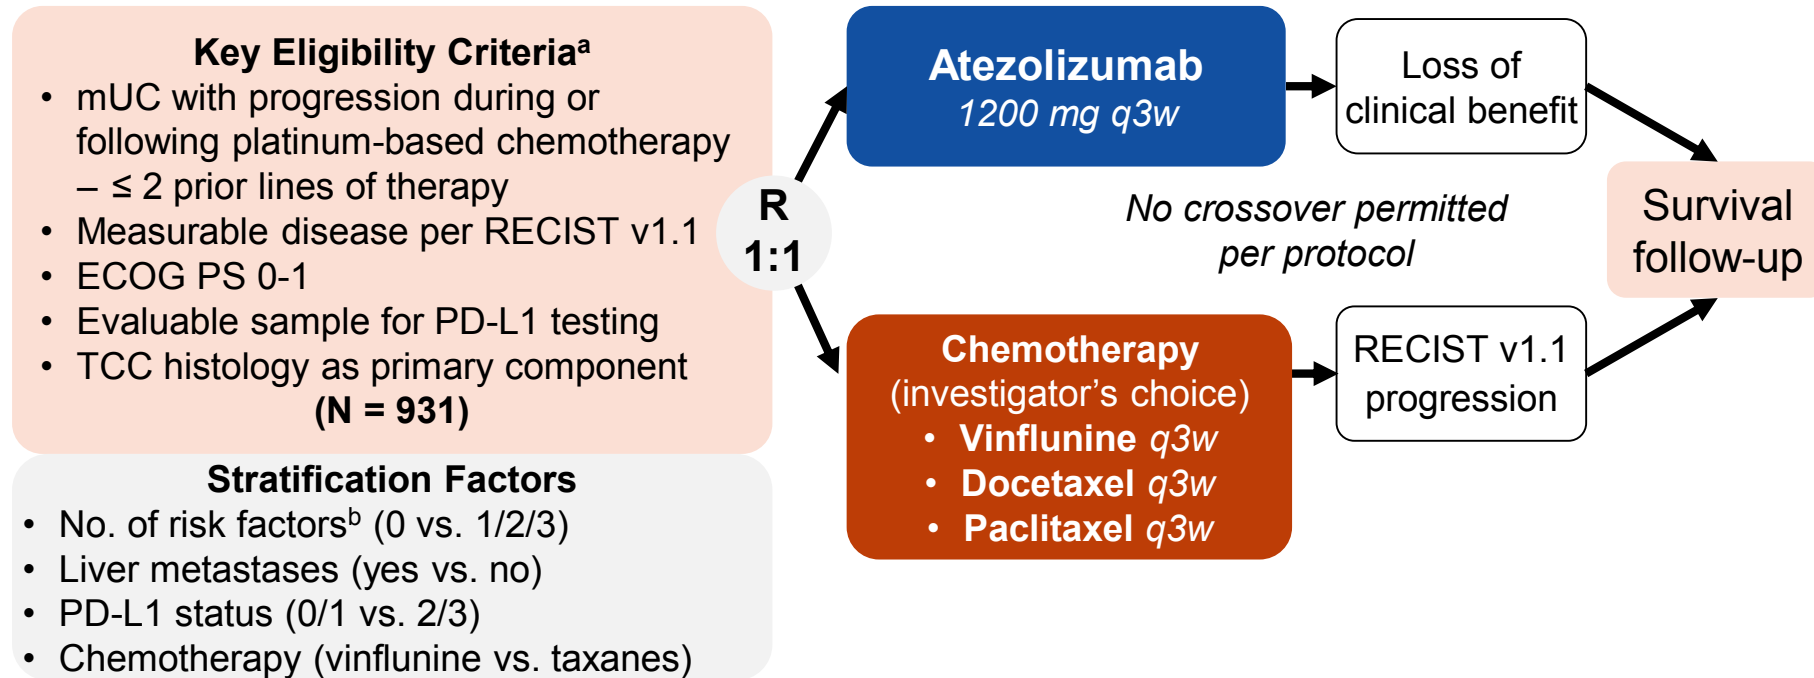 Key Eligibility Criteriaᵃ
• mUC with progression during or
following platinum-based chemotherapy
– ≤ 2 prior lines of therapy
• Measurable disease per RECIST v1.1
• ECOG PS 0-1
• Evaluable sample for PD-L1 testing
• TCC histology as primary component
(N = 931)
Stratification Factors
• No. of risk factorsᵇ (0 vs. 1/2/3)
• Liver metastases (yes vs. no)
• PD-L1 status (0/1 vs. 2/3)
• Chemotherapy (vinflunine vs. taxanes)
R
1:1
Atezolizumab
1200 mg q3w
Loss of
clinical benefit
No crossover permitted
per protocol
Chemotherapy
(investigator’s choice)
• Vinflunine q3w
• Docetaxel q3w
• Paclitaxel q3w
RECIST v1.1
progression
Survival
follow-up